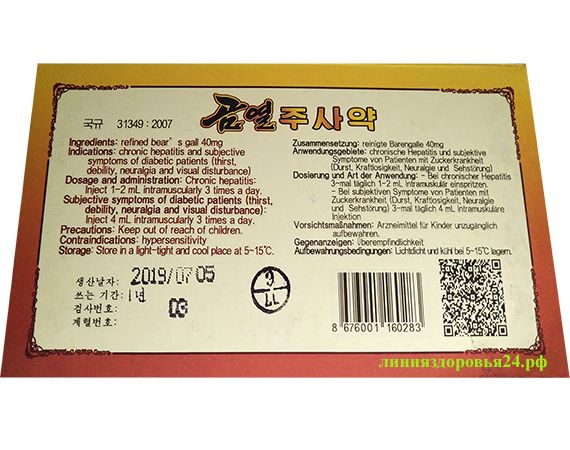 국규 31349 : 2007
금열 주사약
Ingredients: refined bear's gall 40mg
Indications: chronic hepatitis and subjective
symptoms of diabetic patients (thirst,
debility, neuralgia and visual disturbance)
Dosage and administration: Chronic hepatitis:
Inject 1-2 mL intramuscularly 3 times a day.
Subjective symptoms of diabetic patients (thirst,
debility, neuralgia and visual disturbance):
Inject 4 mL intramuscularly 3 times a day.
Precautions: Keep out of reach of children.
Contraindications: hypersensitivity
Storage: Store in a light-tight and cool place at 5~15℃.
Zusammensetzung: reinigte Bärengalle 40mg
Anwendungsgebiete: chronische Hepatitis und subjektive
Symptome von Patienten mit Zuckerkrankheit
(Durst, Kraftlosigkeit, Neuralgie und Sehstörung)
Dosierung und Art der Anwendung: - Bei chronischer Hepatitis
3-mal täglich 1-2 mL intramuskulär einspritzen.
- Bei subjektiven Symptomen von Patienten mit
Zuckerkrankheit (Durst, Kraftlosigkeit, Neuralgie
und Sehstörung) 3-mal täglich 4 mL intramuskuläre
Injektion
Vorsichtsmaßnahmen: Arzneimittel für Kinder unzugänglich
aufbewahren.
Gegenanzeigen: Überempfindlichkeit
Aufbewahrungsbedingungen: Lichtdicht und kühl bei 5-15℃ lagern.
생산날자: 2019/07 05
쓰는 기간: 1년
검사번호: 03
계렬번호:
8 676001 160283
линияздоровья24.рф